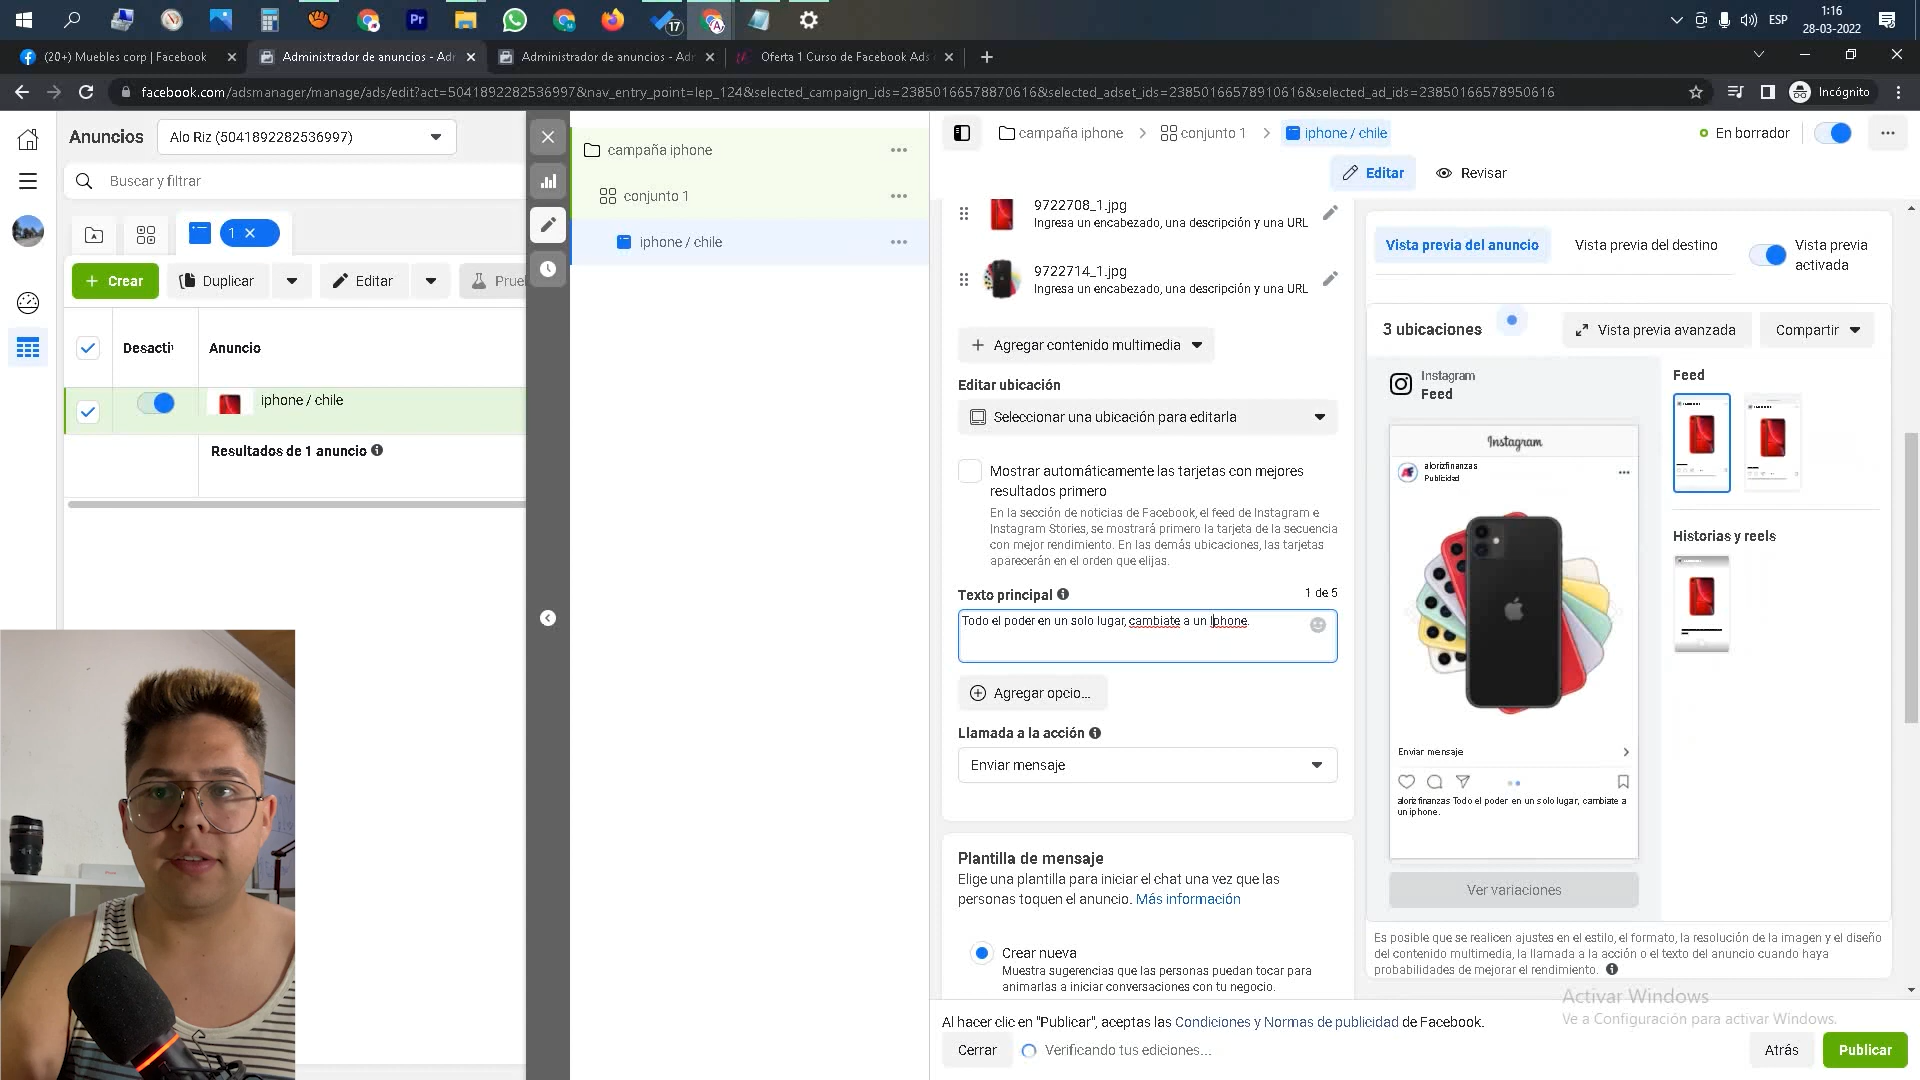 1:16
28-03-2022
ESP
17
(20+) Muebles corp | Facebook
Administrador de anuncios - Adr
Administrador de anuncios - Adr
Oferta 1 Curso de Facebook Ads
facebook.com/adsmanager/manage/ads/edit?act=5041892282536997&nav_entry_point=lep_124&selected_campaign_ids=23850166578870616&selected_adset_ids=23850166578910616&selected_ad_ids=23850166578950616
Incógnito
Anuncios
Alo Riz (5041892282536997)
Buscar y filtrar
1
Crear
Duplicar
Editar
Prue
Desacti
Anuncio
iphone / chile
Resultados de 1 anuncio
campaña iphone
conjunto 1
iphone / chile
campaña iphone
conjunto 1
iphone / chile
En borrador
Editar
Revisar
9722708_1.jpg
Ingresa un encabezado, una descripción y una URL
9722714_1.jpg
Ingresa un encabezado, una descripción y una URL
Agregar contenido multimedia
Editar ubicación
Seleccionar una ubicación para editarla
Mostrar automáticamente las tarjetas con mejores
resultados primero
En la sección de noticias de Facebook, el feed de Instagram e
Instagram Stories, se mostrará primero la tarjeta de la secuencia
con mejor rendimiento. En las demás ubicaciones, las tarjetas
aparecerán en el orden que elijas.
Texto principal
1 de 5
Todo el poder en un solo lugar, cambiate a un Iphone.
Agregar opcio...
Llamada a la acción
Enviar mensaje
Plantilla de mensaje
Elige una plantilla para iniciar el chat una vez que las
personas toquen el anuncio. Más información
Crear nueva
Muestra sugerencias que las personas puedan tocar para
animarlas a iniciar conversaciones con tu negocio.
Vista previa del anuncio
Vista previa del destino
Vista previa
activada
3 ubicaciones
Vista previa avanzada
Compartir
Instagram
Feed
Instagram
alorizfinanzas
Publicidad
Enviar mensaje
alorizfinanzas Todo el poder en un solo lugar, cambiate a
un iphone.
Ver variaciones
Feed
Historias y reels
Es posible que se realicen ajustes en el estilo, el formato, la resolución de la imagen y el diseño
del contenido multimedia, la llamada a la acción o el texto del anuncio cuando haya
probabilidades de mejorar el rendimiento.
Activar Windows
Ve a Configuración para activar Windows.
Al hacer clic en "Publicar", aceptas las Condiciones y Normas de publicidad de Facebook.
Cerrar
Verificando tus ediciones...
Atrás
Publicar